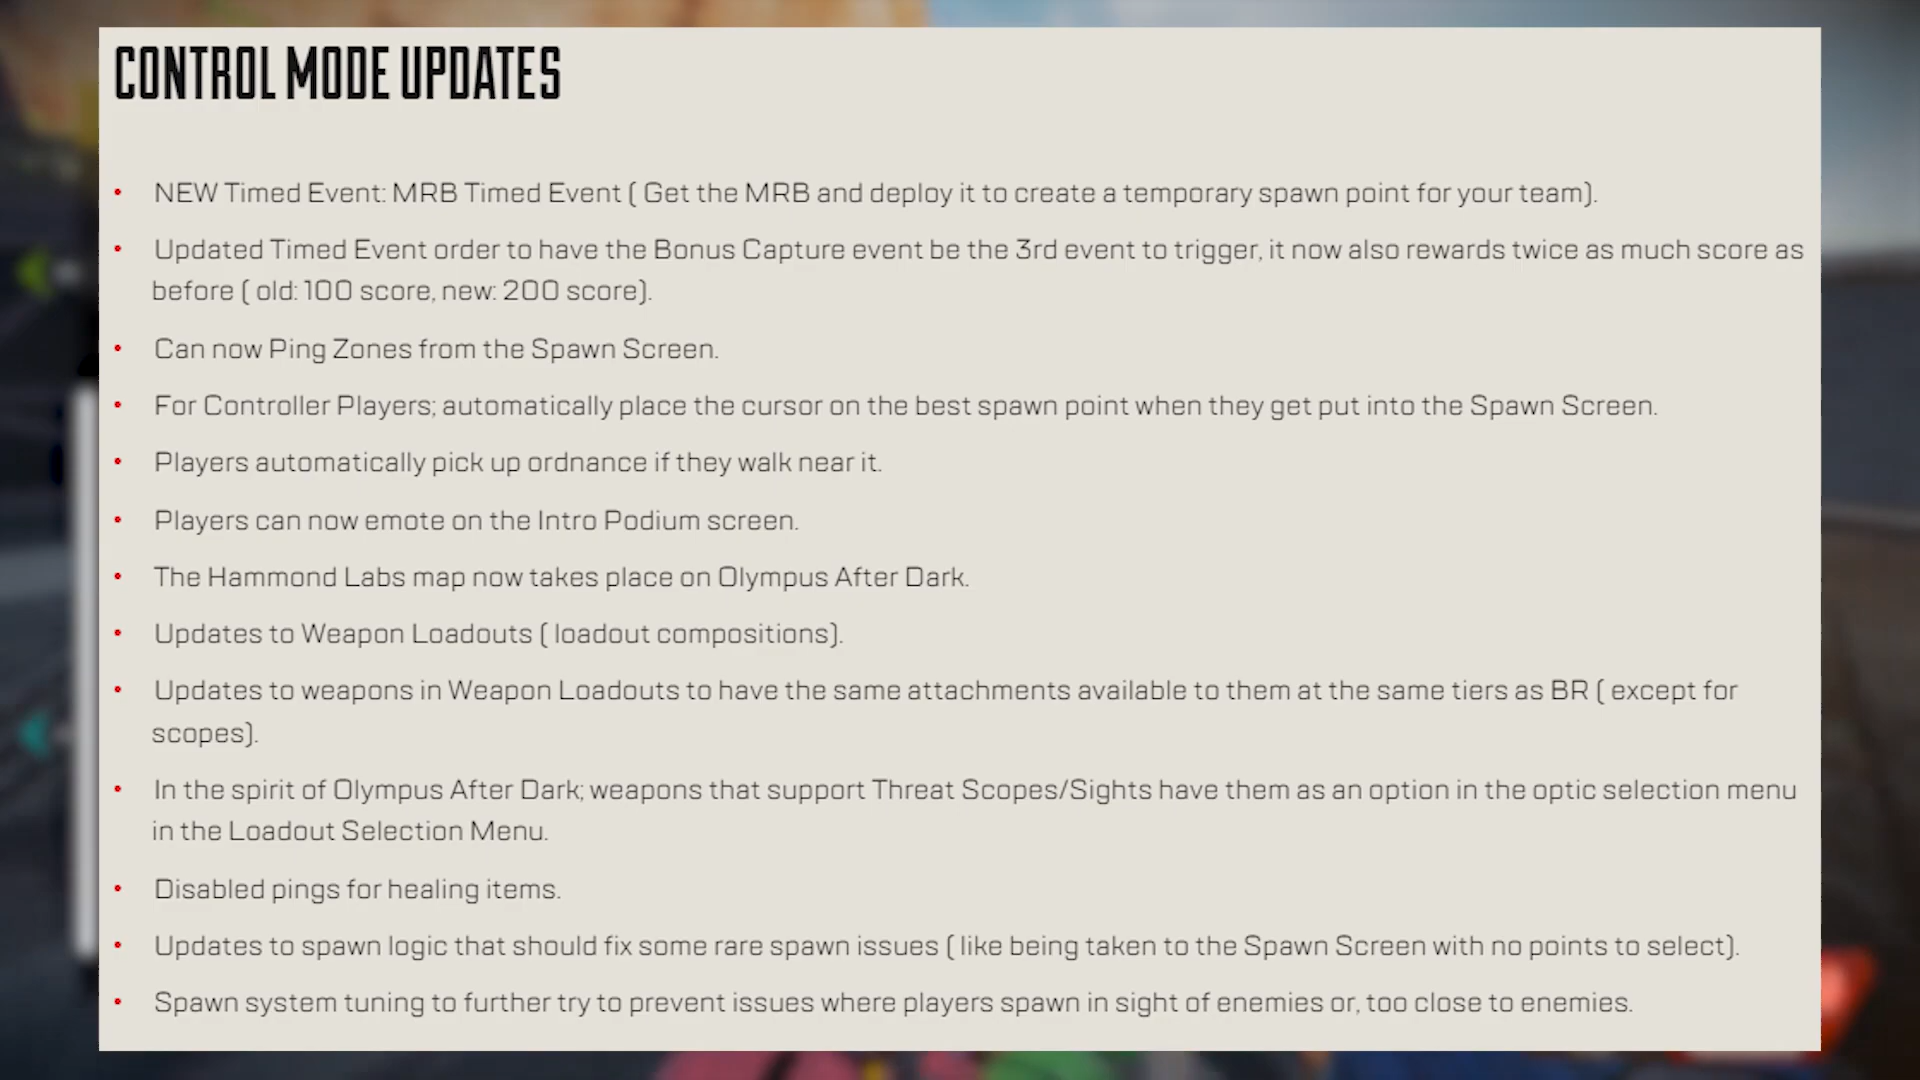 CONTROL MODE UPDATES
• NEW Timed Event: MRB Timed Event ( Get the MRB and deploy it to create a temporary spawn point for your team).
• Updated Timed Event order to have the Bonus Capture event be the 3rd event to trigger, it now also rewards twice as much score as
before ( old: 100 score, new: 200 score).
• Can now Ping Zones from the Spawn Screen.
• For Controller Players; automatically place the cursor on the best spawn point when they get put into the Spawn Screen.
• Players automatically pick up ordnance if they walk near it.
• Players can now emote on the Intro Podium screen.
• The Hammond Labs map now takes place on Olympus After Dark.
• Updates to Weapon Loadouts ( loadout compositions).
• Updates to weapons in Weapon Loadouts to have the same attachments available to them at the same tiers as BR ( except for
scopes).
• In the spirit of Olympus After Dark; weapons that support Threat Scopes/Sights have them as an option in the optic selection menu
in the Loadout Selection Menu.
• Disabled pings for healing items.
• Updates to spawn logic that should fix some rare spawn issues ( like being taken to the Spawn Screen with no points to select).
• Spawn system tuning to further try to prevent issues where players spawn in sight of enemies or, too close to enemies.